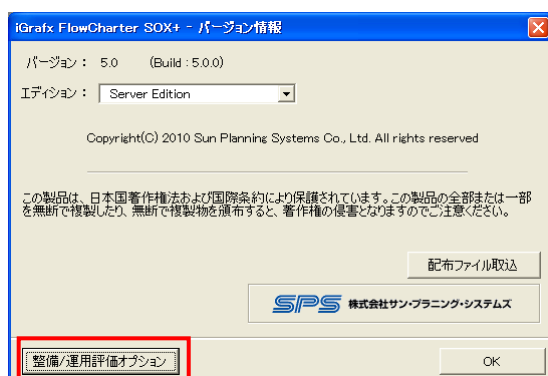 iGrafx FlowCharter SOX+ - バージョン情報
バージョン： 5.0 (Build : 5.0.0)
エディション： Server Edition
Copyright(C) 2010 Sun Planning Systems Co., Ltd. All rights reserved
この製品は、日本国著作権法および国際条約により保護されています。この製品の全部または一部
を無断で複製したり、無断で複製物を頒布すると、著作権の侵害となりますのでご注意ください。
配布ファイル取込
SPS 株式会社サン・プラニング・システムズ
整備/運用評価オプション
OK